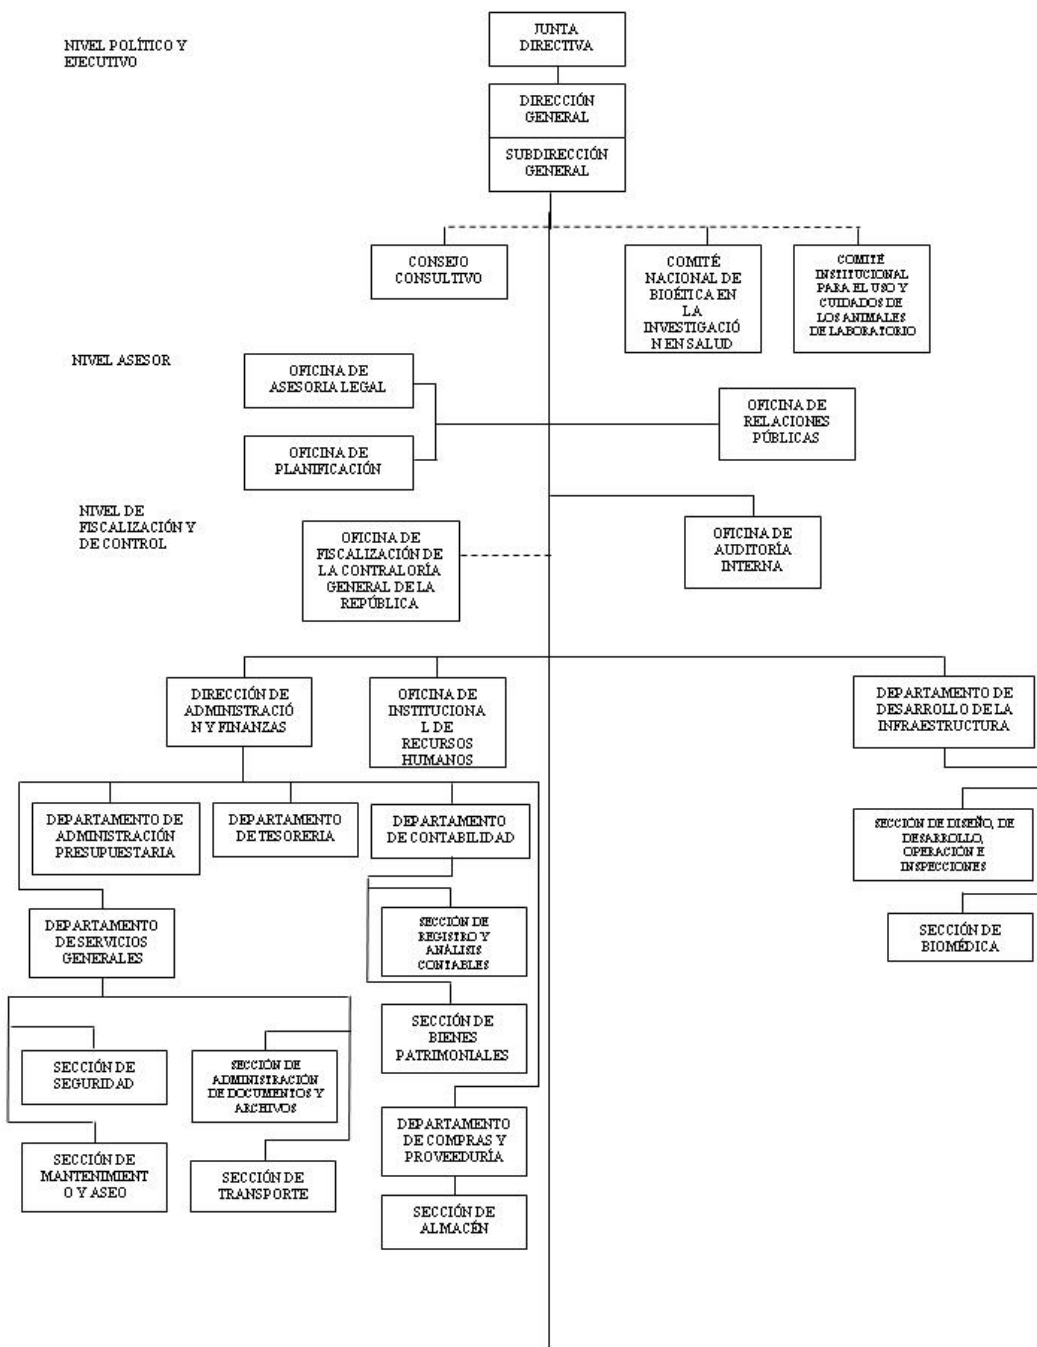 JUNTA
DIRECTIVA
NIVEL POLÍTICO Y
EJECUTIVO
DIRECCIÓN
GENERAL
SUBDIRECCIÓN
GENERAL
CONSEJO
CONSULTIVO
COMITÉ
NACIONAL DE
BIOÉTICA EN
LA
INVESTIGACIÓ
N EN SALUD
COMITÉ
INSTITUCIONAL
PARA EL USO Y
CUIDADOS DE
LOS ANIMALES
DE LABORATORIO
NIVEL ASESOR
OFICINA DE
ASESORIA LEGAL
OFICINA DE
RELACIONES
PÚBLICAS
OFICINA DE
PLANIFICACIÓN
NIVEL DE
FISCALIZACIÓN Y
DE CONTROL
OFICINA DE
FISCALIZACIÓN DE
LA CONTRALORÍA
GENERAL DE LA
REPÚBLICA
OFICINA DE
AUDITORÍA
INTERNA
DIRECCIÓN DE
ADMINISTRACIÓ
N Y FINANZAS
OFICINA DE
INSTITUCIONA
L DE
RECURSOS
HUMANOS
DEPARTAMENTO DE
DESARROLLO DE LA
INFRAESTRUCTURA
DEPARTAMENTO DE
ADMINISTRACIÓN
PRESUPUESTARIA
DEPARTAMENTO
DE TESORERIA
DEPARTAMENTO
DE CONTABILIDAD
SECCIÓN DE DISEÑO, DE
DESARROLLO,
OPERACIÓN E
INSPECCIONES
DEPARTAMENTO
DE SERVICIOS
GENERALES
SECCIÓN DE
REGISTRO Y
ANÁLISIS
CONTABLES
SECCIÓN DE
BIOMÉDICA
SECCIÓN DE
BIENES
PATRIMONIALES
SECCIÓN DE
SEGURIDAD
SECCIÓN DE
ADMINISTRACIÓN
DE DOCUMENTOS Y
ARCHIVOS
DEPARTAMENTO
DE COMPRAS Y
PROVEEDURÍA
SECCIÓN DE
MANTENIMIENT
O Y ASEO
SECCIÓN DE
TRANSPORTE
SECCIÓN DE
ALMACÉN